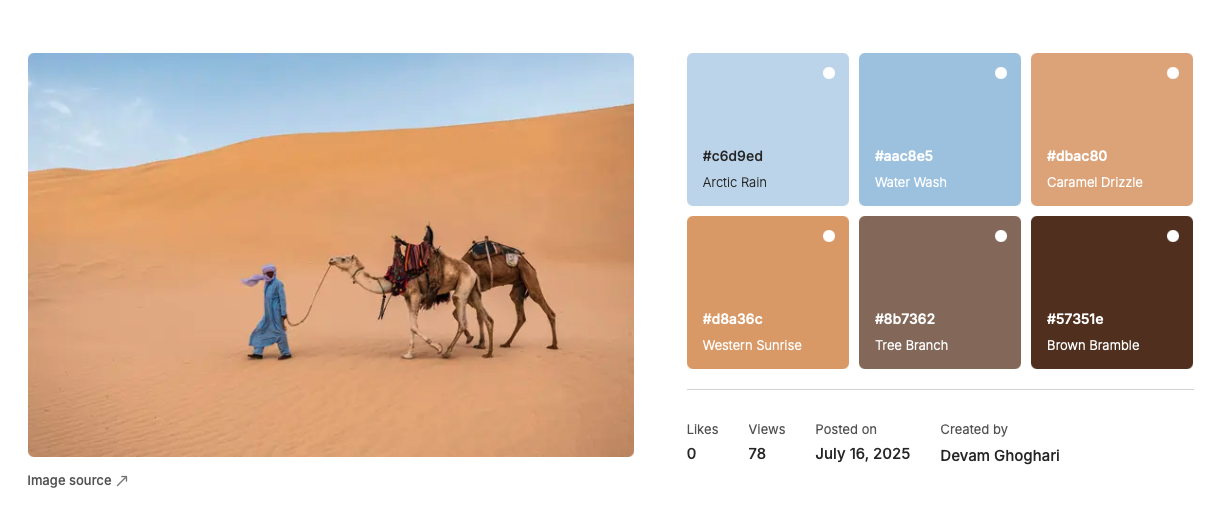 #c6d9ed
Arctic Rain
#aac8e5
Water Wash
#dbac80
Caramel Drizzle
#d8a36c
Western Sunrise
#8b7362
Tree Branch
#57351e
Brown Bramble
Likes
0
Views
78
Posted on
July 16, 2025
Created by
Devam Ghoghari
Image source ↗